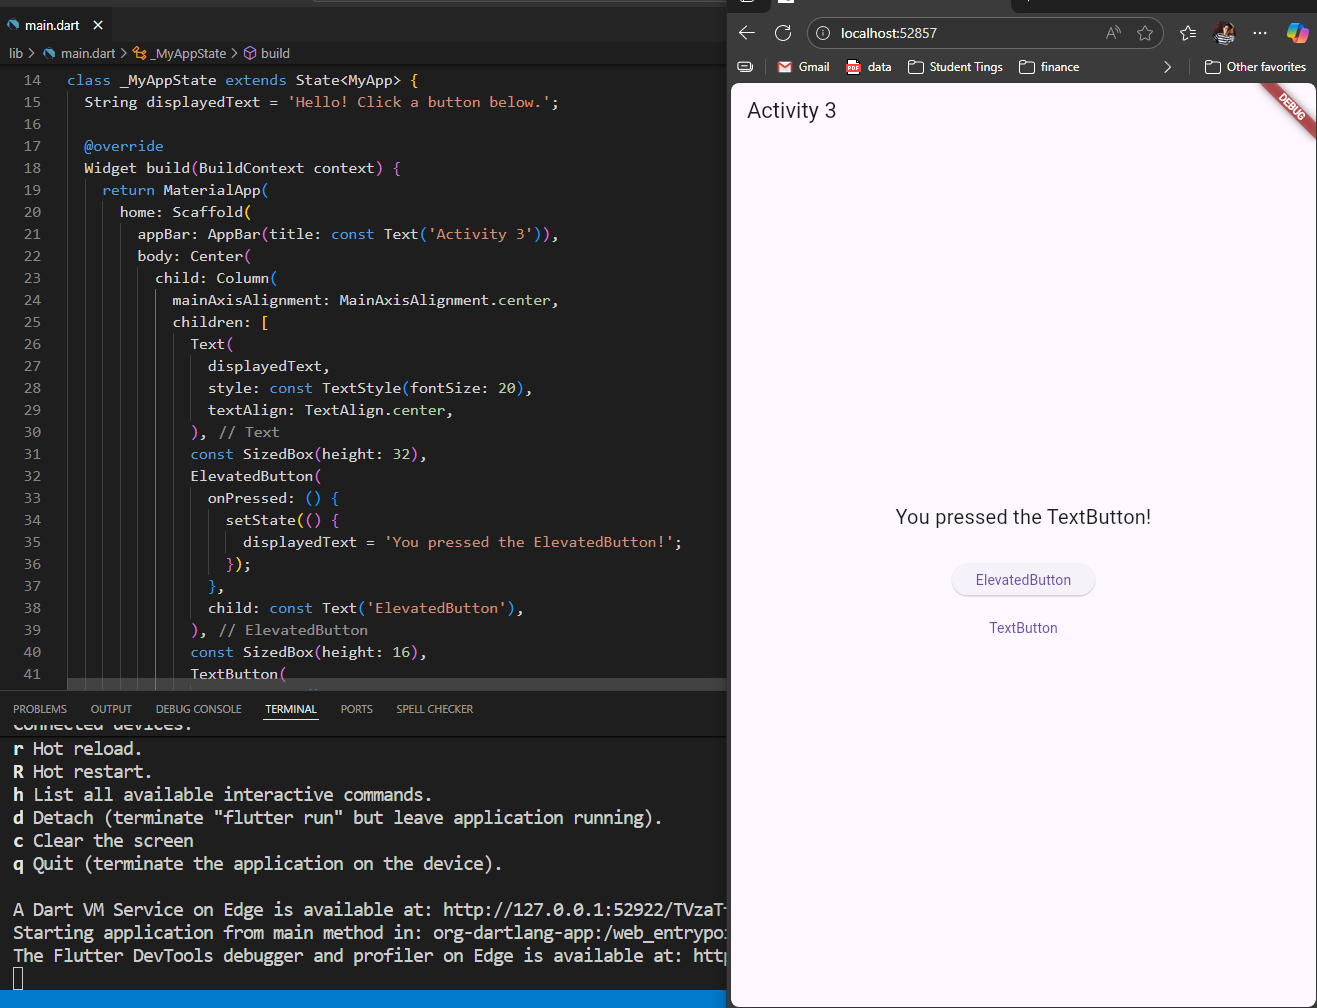 main.dart
lib > main.dart > _MyAppState > build
14 class _MyAppState extends State<MyApp> {
15 String displayedText = 'Hello! Click a button below.';
16
17 @override
18 Widget build(BuildContext context) {
19 return MaterialApp(
20 home: Scaffold(
21 appBar: AppBar(title: const Text('Activity 3')),
22 body: Center(
23 child: Column(
24 mainAxisAlignment: MainAxisAlignment.center,
25 children: [
26 Text(
27 displayedText,
28 style: const TextStyle(fontSize: 20),
29 textAlign: TextAlign.center,
30 ), // Text
31 const SizedBox(height: 32),
32 ElevatedButton(
33 onPressed: () {
34 setState(() {
35 displayedText = 'You pressed the ElevatedButton!';
36 });
37 },
38 child: const Text('ElevatedButton'),
39 ), // ElevatedButton
40 const SizedBox(height: 16),
41 TextButton(
PROBLEMS OUTPUT DEBUG CONSOLE TERMINAL PORTS SPELL CHECKER
Connected devices:
r Hot reload.
R Hot restart.
h List all available interactive commands.
d Detach (terminate "flutter run" but leave application running).
c Clear the screen
q Quit (terminate the application on the device).
A Dart VM Service on Edge is available at: http://127.0.0.1:52922/TVzaT
Starting application from main method in: org-dartlang-app:/web_entrypo
The Flutter DevTools debugger and profiler on Edge is available at: htt
localhost:52857
Gmail PDF data Student Tings finance Other favorites
Activity 3
DEBUG
You pressed the TextButton!
ElevatedButton
TextButton